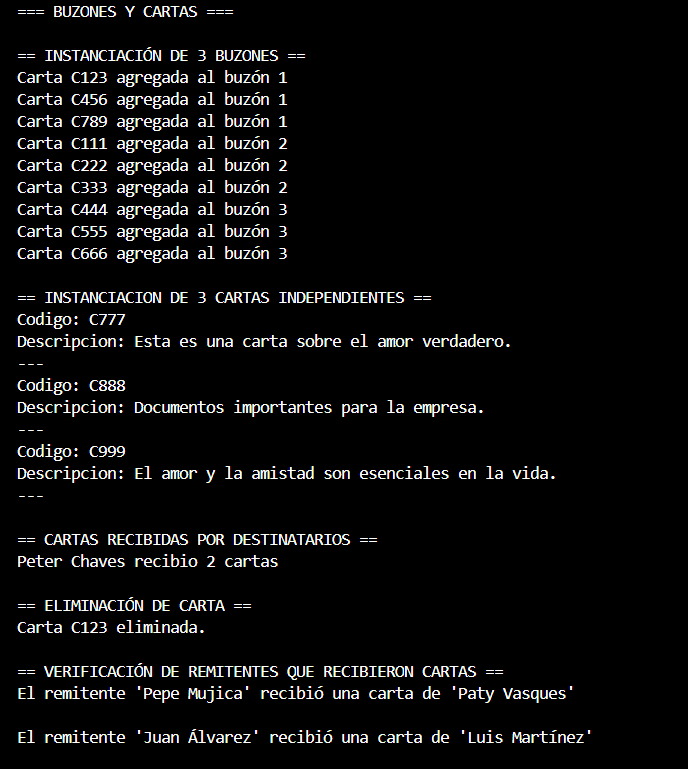 === BUZONES Y CARTAS ===
== INSTANCIACIÓN DE 3 BUZONES ==
Carta C123 agregada al buzón 1
Carta C456 agregada al buzón 1
Carta C789 agregada al buzón 1
Carta C111 agregada al buzón 2
Carta C222 agregada al buzón 2
Carta C333 agregada al buzón 2
Carta C444 agregada al buzón 3
Carta C555 agregada al buzón 3
Carta C666 agregada al buzón 3
== INSTANCIACION DE 3 CARTAS INDEPENDIENTES ==
Codigo: C777
Descripcion: Esta es una carta sobre el amor verdadero.
---
Codigo: C888
Descripcion: Documentos importantes para la empresa.
---
Codigo: C999
Descripcion: El amor y la amistad son esenciales en la vida.
---
== CARTAS RECIBIDAS POR DESTINATARIOS ==
Peter Chaves recibio 2 cartas
== ELIMINACIÓN DE CARTA ==
Carta C123 eliminada.
== VERIFICACIÓN DE REMITENTES QUE RECIBIERON CARTAS ==
El remitente 'Pepe Mujica' recibió una carta de 'Paty Vasques'
El remitente 'Juan Álvarez' recibió una carta de 'Luis Martínez'